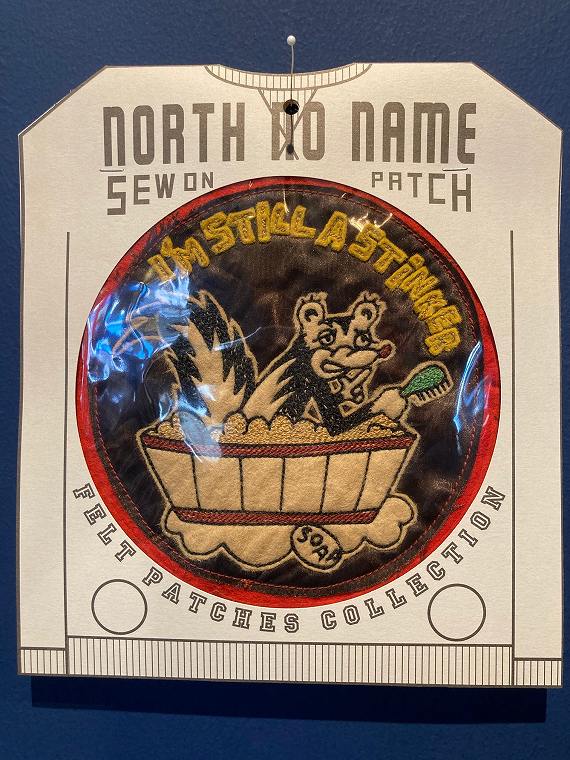 NORTH NO NAME
SEW ON PATCH
I'M STILL A STINKER
SOAP
FELT PATCHES COLLECTION